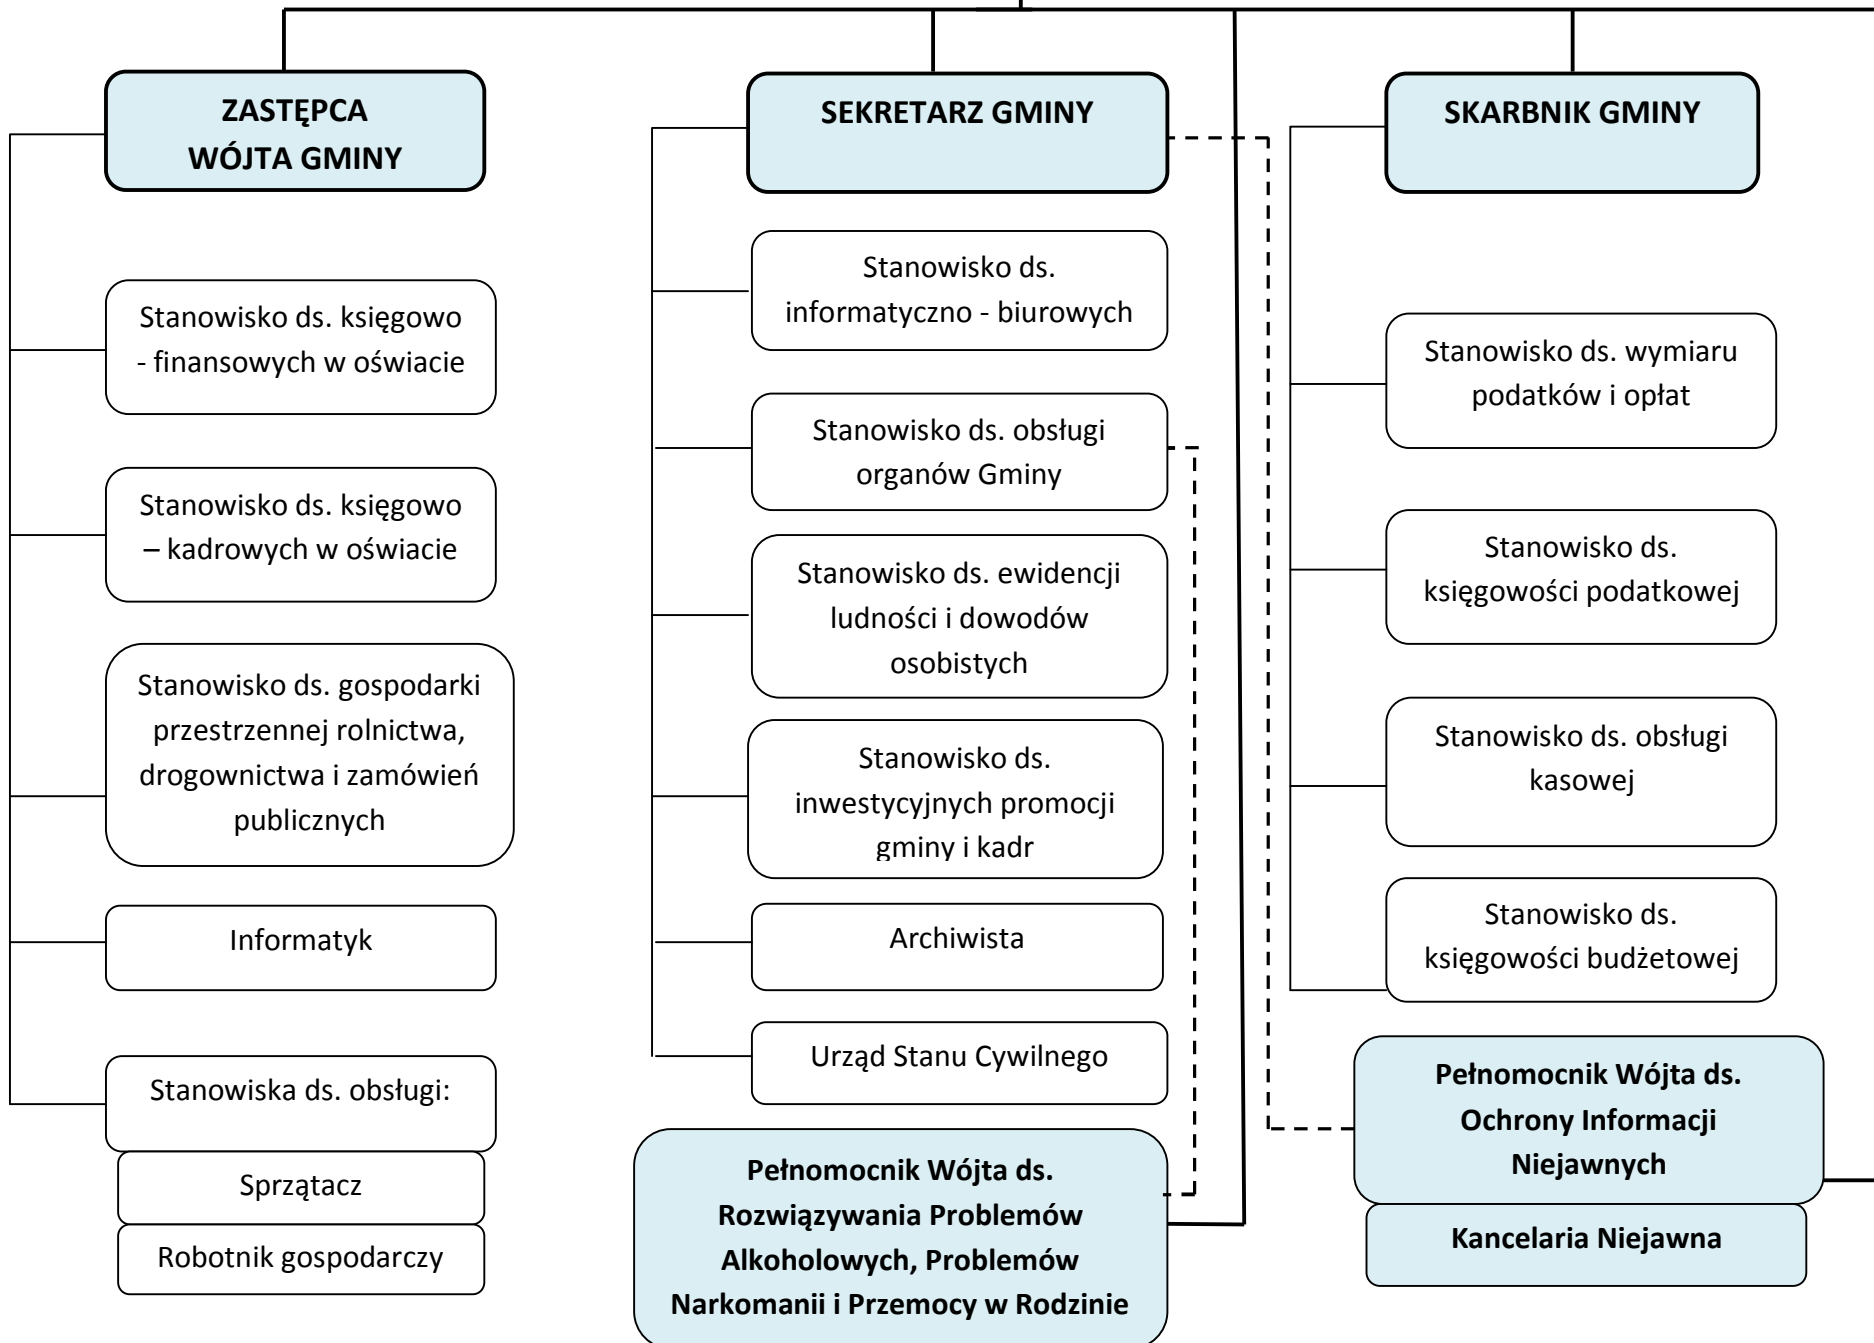 ZASTĘPCA
WÓJTA GMINY
Stanowisko ds. księgowo
- finansowych w oświacie
Stanowisko ds. księgowo
– kadrowych w oświacie
Stanowisko ds. gospodarki
przestrzennej rolnictwa,
drogownictwa i zamówień
publicznych
Informatyk
Stanowiska ds. obsługi:
Sprzątacz
Robotnik gospodarczy
SEKRETARZ GMINY
Stanowisko ds.
informatyczno - biurowych
Stanowisko ds. obsługi
organów Gminy
Stanowisko ds. ewidencji
ludności i dowodów
osobistych
Stanowisko ds.
inwestycyjnych promocji
gminy i kadr
Archiwista
Urząd Stanu Cywilnego
Pełnomocnik Wójta ds.
Rozwiązywania Problemów
Alkoholowych, Problemów
Narkomanii i Przemocy w Rodzinie
SKARBNIK GMINY
Stanowisko ds. wymiaru
podatków i opłat
Stanowisko ds.
księgowości podatkowej
Stanowisko ds. obsługi
kasowej
Stanowisko ds.
księgowości budżetowej
Pełnomocnik Wójta ds.
Ochrony Informacji
Niejawnych
Kancelaria Niejawna